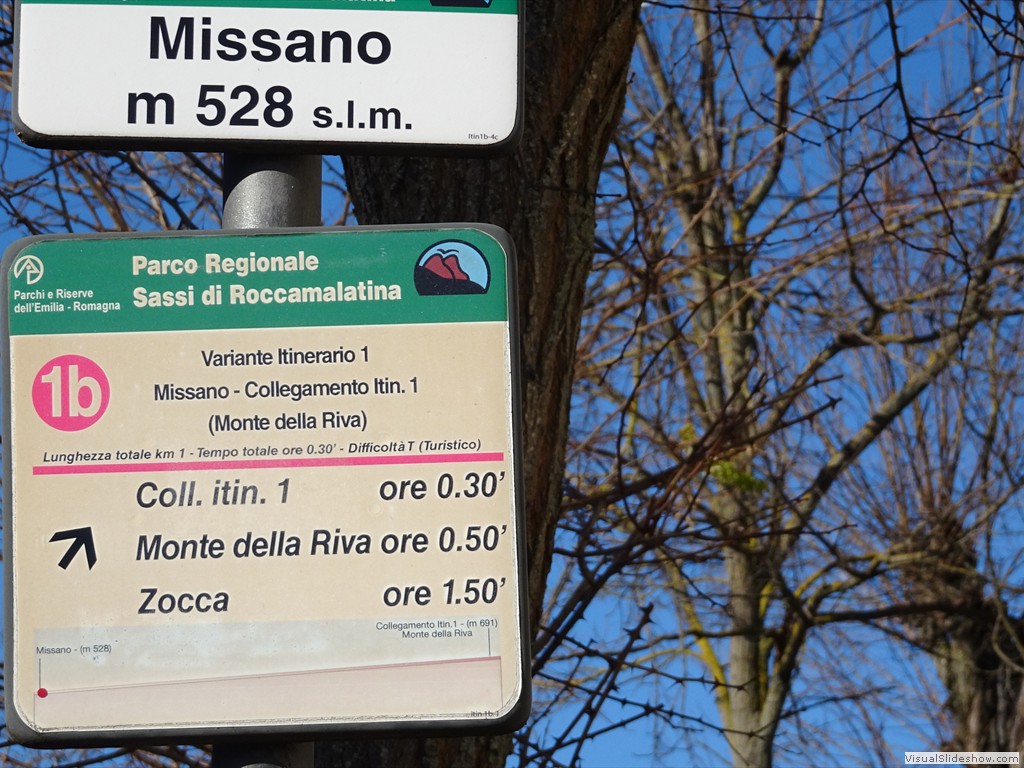 Missano
m 528 s.l.m.
Itin1b-4c
Parchi e Riserve
dell'Emilia - Romagna
Parco Regionale
Sassi di Roccamalatina
1b
Variante Itinerario 1
Missano - Collegamento Itin. 1
(Monte della Riva)
Lunghezza totale km 1 - Tempo totale ore 0.30' - Difficoltà T (Turistico)
Coll. itin. 1 ore 0.30'
Monte della Riva ore 0.50'
Zocca ore 1.50'
Collegamento Itin.1 - (m 691)
Monte della Riva
Missano - (m 528)
itin-1b-1
VisualSlideshow.com